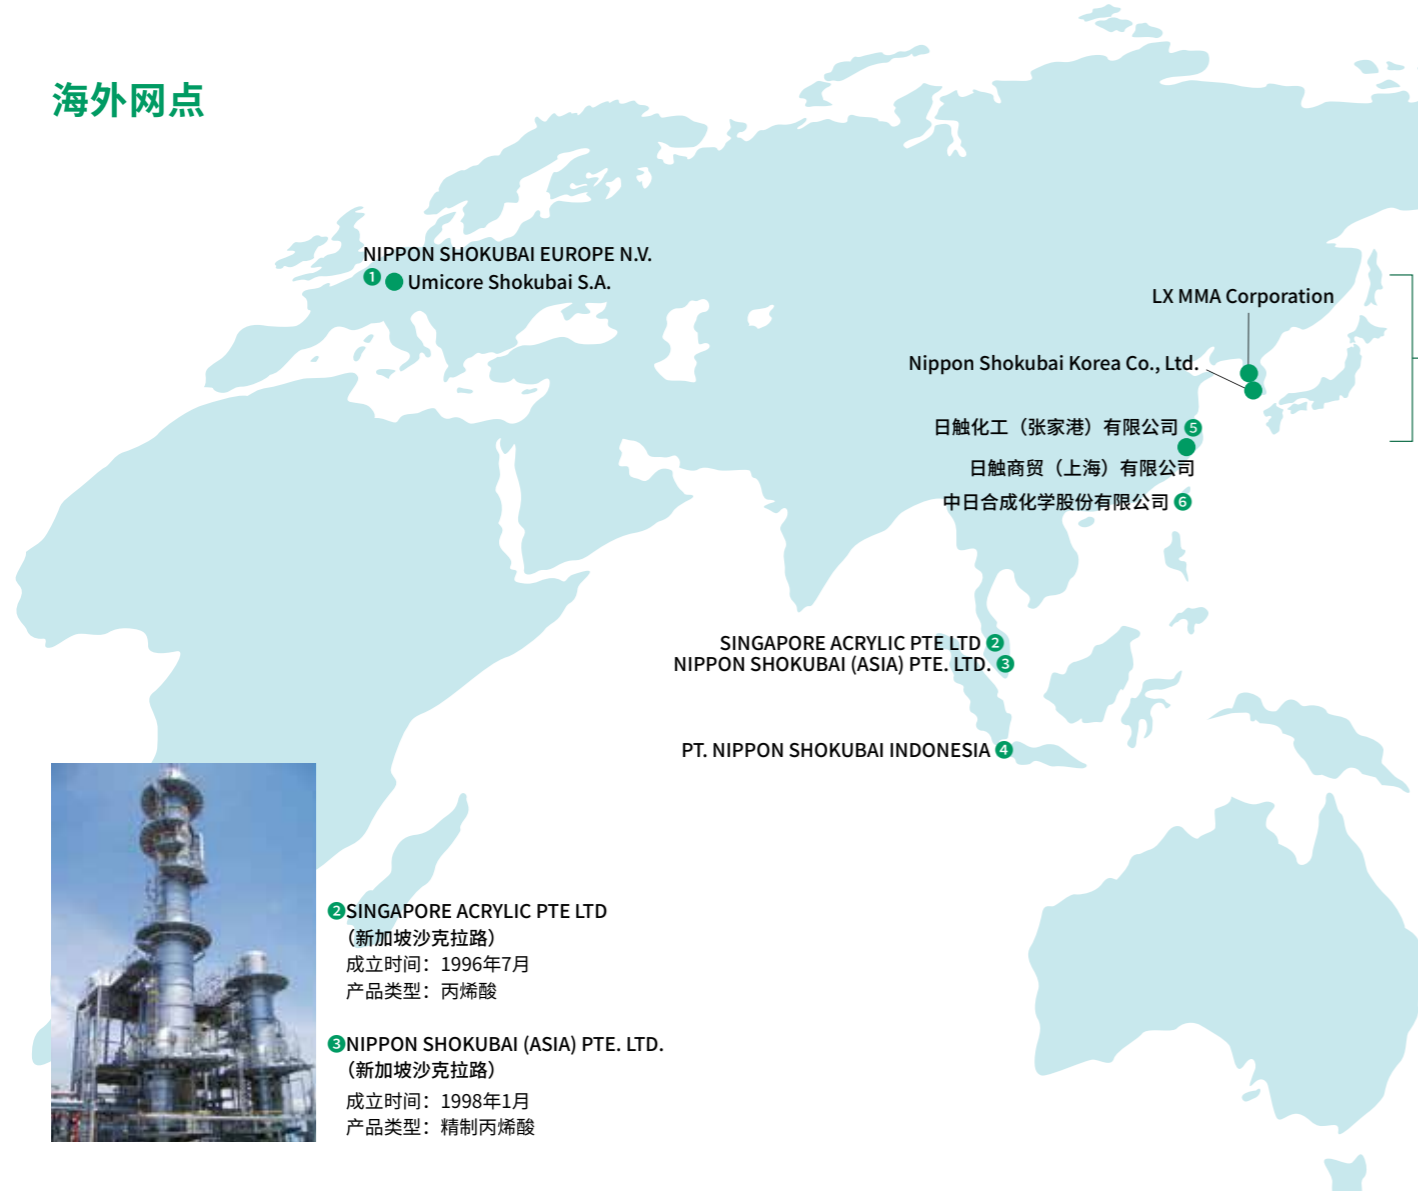 海外网点
NIPPON SHOKUBAI EUROPE N.V.
1 Umicore Shokubai S.A.
LX MMA Corporation
Nippon Shokubai Korea Co., Ltd.
日触化工（张家港）有限公司 5
日触商贸（上海）有限公司
中日合成化学股份有限公司 6
SINGAPORE ACRYLIC PTE LTD 2
NIPPON SHOKUBAI (ASIA) PTE. LTD. 3
PT. NIPPON SHOKUBAI INDONESIA 4
2 SINGAPORE ACRYLIC PTE LTD
（新加坡沙克拉路）
成立时间：1996年7月
产品类型：丙烯酸
3 NIPPON SHOKUBAI (ASIA) PTE. LTD.
（新加坡沙克拉路）
成立时间：1998年1月
产品类型：精制丙烯酸